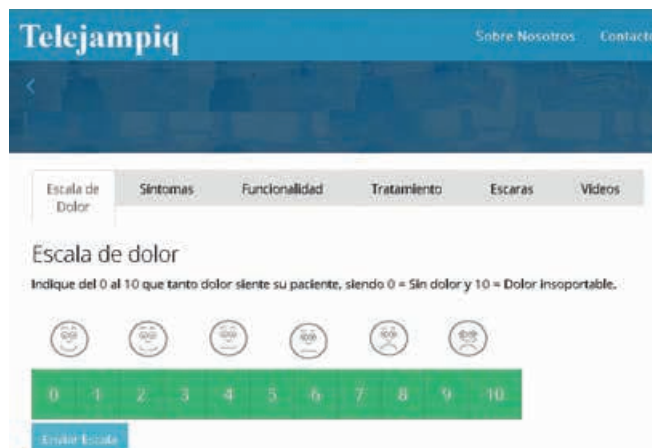 Telejampiq
Sobre Nosotros
Contacto
Escala de Dolor
Síntomas
Funcionalidad
Tratamiento
Escaras
Videos
Escala de dolor
Indique del 0 al 10 que tanto dolor siente su paciente, siendo 0 = Sin dolor y 10 = Dolor insoportable.
0 1 2 3 4 5 6 7 8 9 10
Enviar Escala